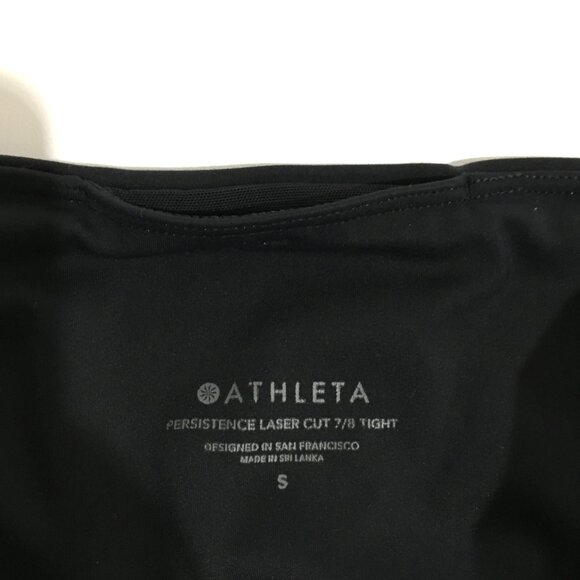 ATHLETA
PERSISTENCE LASER CUT 7/8 TIGHT
DESIGNED IN SAN FRANCISCO
MADE IN SRI LANKA
S